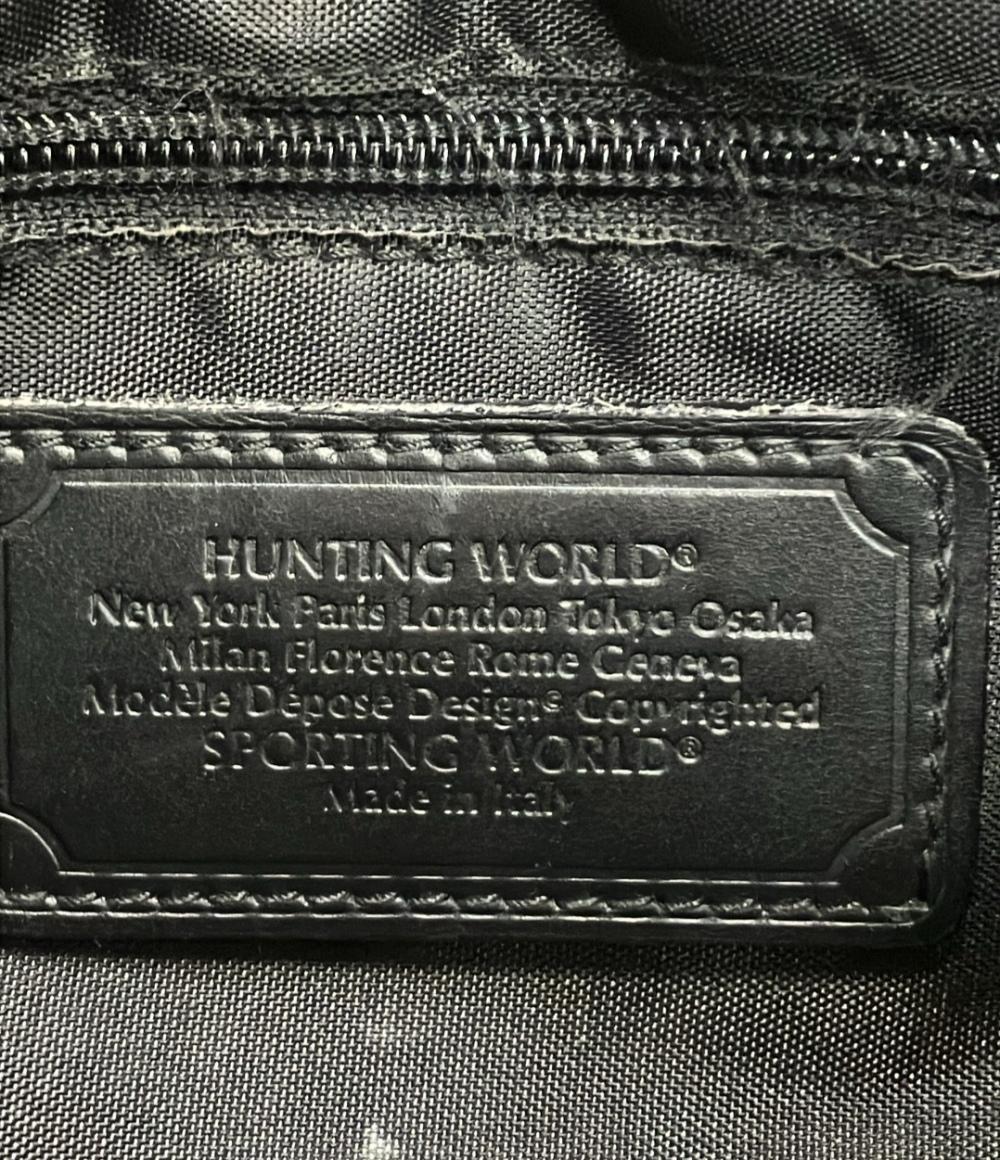 HUNTING WORLD®
New York Paris London Tokyo Osaka
Milan Florence Rome Geneva
Modèle Dépose Design© Copyrighted
SPORTING WORLD®
Made in Italy